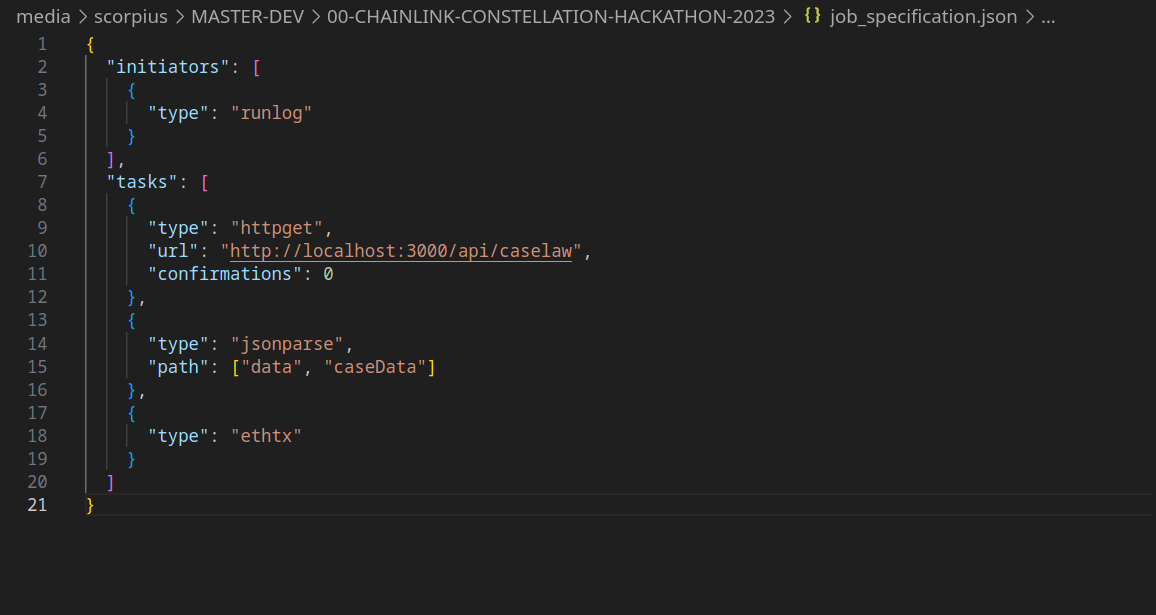 media > scorpius > MASTER-DEV > 00-CHAINLINK-CONSTELLATION-HACKATHON-2023 > {} job_specification.json > ...
1 {
2   "initiators": [
3     {
4       "type": "runlog"
5     }
6   ],
7   "tasks": [
8     {
9       "type": "httpget",
10       "url": "http://localhost:3000/api/caselaw",
11       "confirmations": 0
12     },
13     {
14       "type": "jsonparse",
15       "path": ["data", "caseData"]
16     },
17     {
18       "type": "ethtx"
19     }
20   ]
21 }